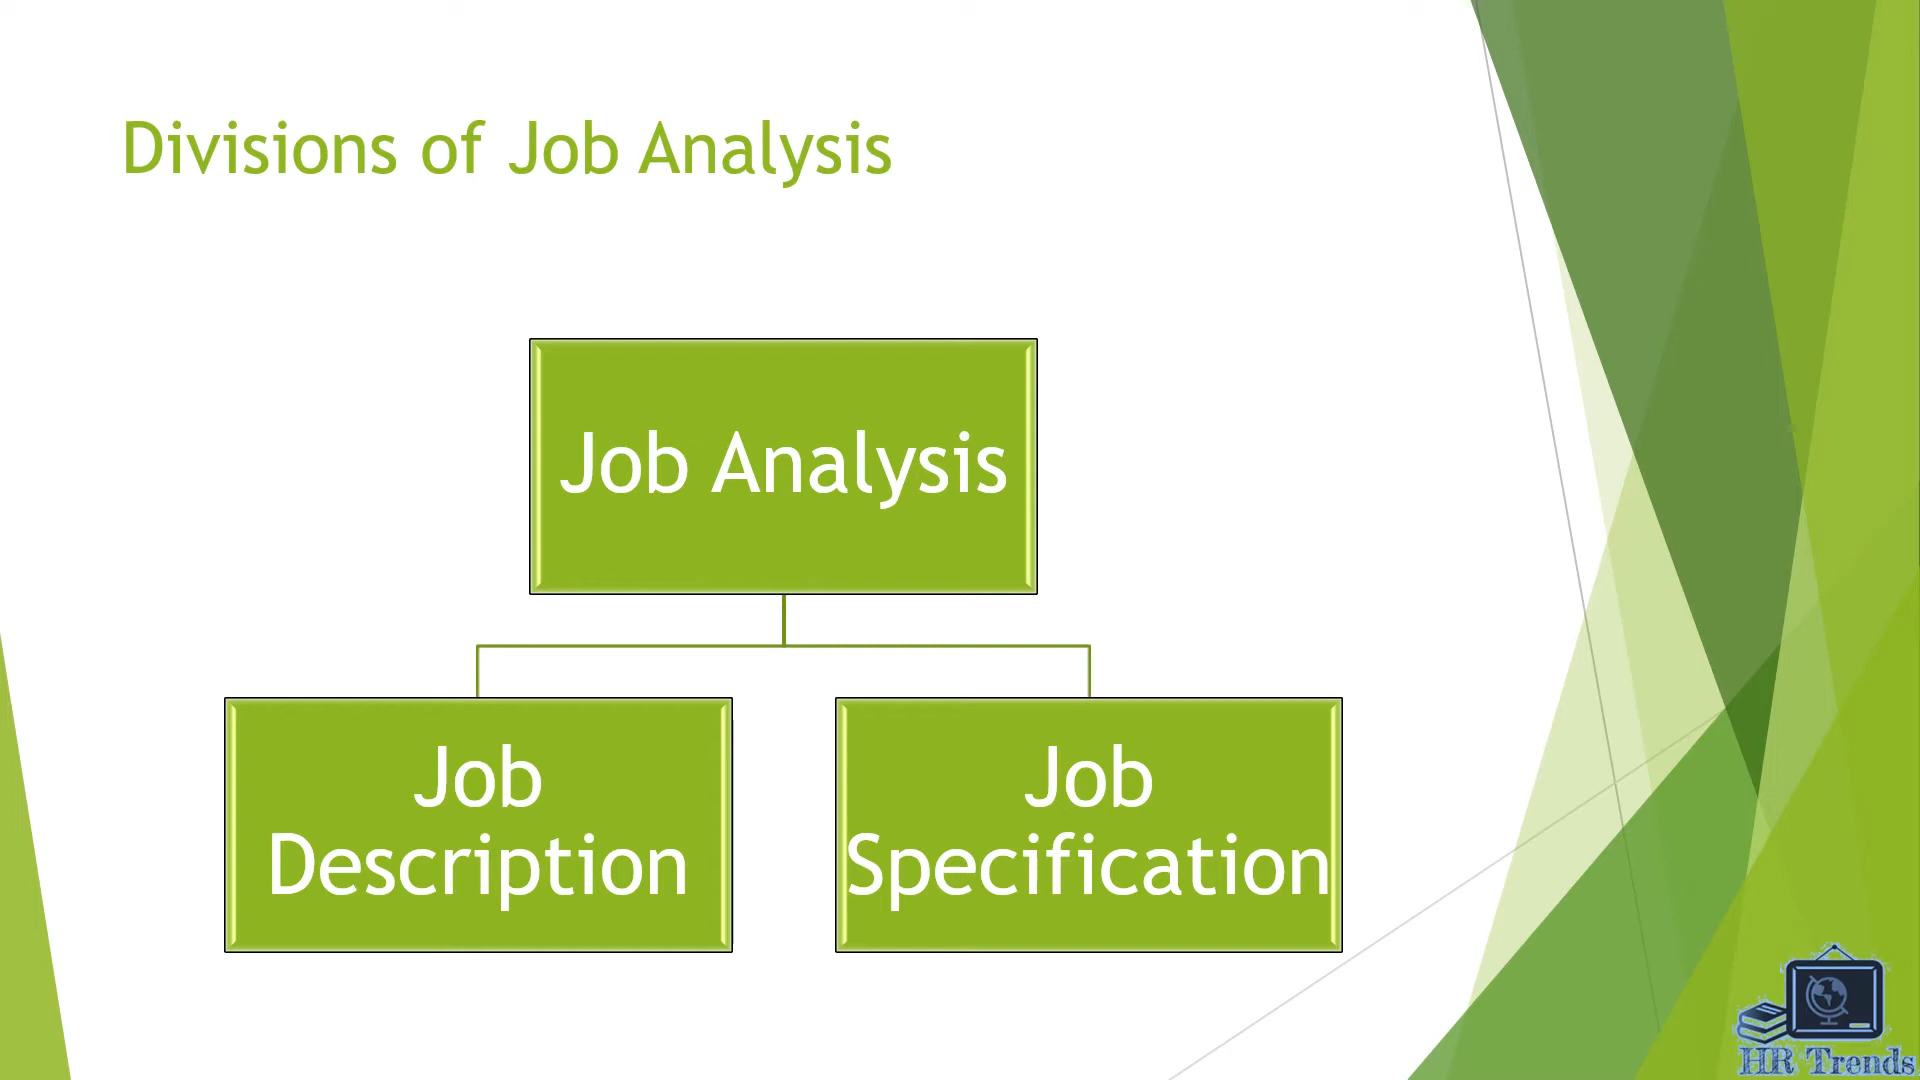 Divisions of Job Analysis
Job Analysis
Job
Description
Job
Specification
HR Trends